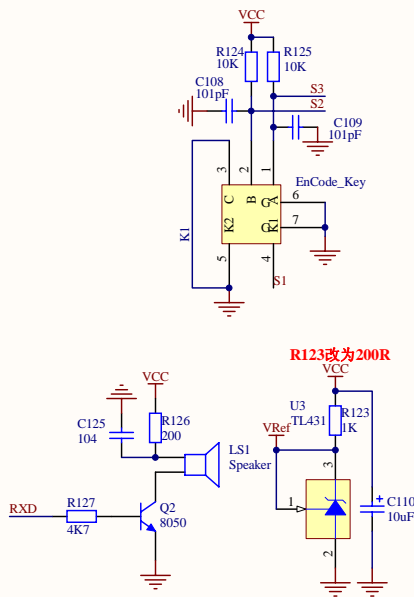 VCC
R124
10K
R125
10K
C108
101pF
S3
S2
C109
101pF
3
2
1
EnCode_Key
C
B
A
G
6
K1
K2
G
K1
7
5
4
S1
R123改为200R
VCC
VCC
U3
TL431
R123
1K
C125
104
R126
200
VRef
LS1
Speaker
3
RXD
R127
4K7
Q2
8050
1
C110
+
10uF
2